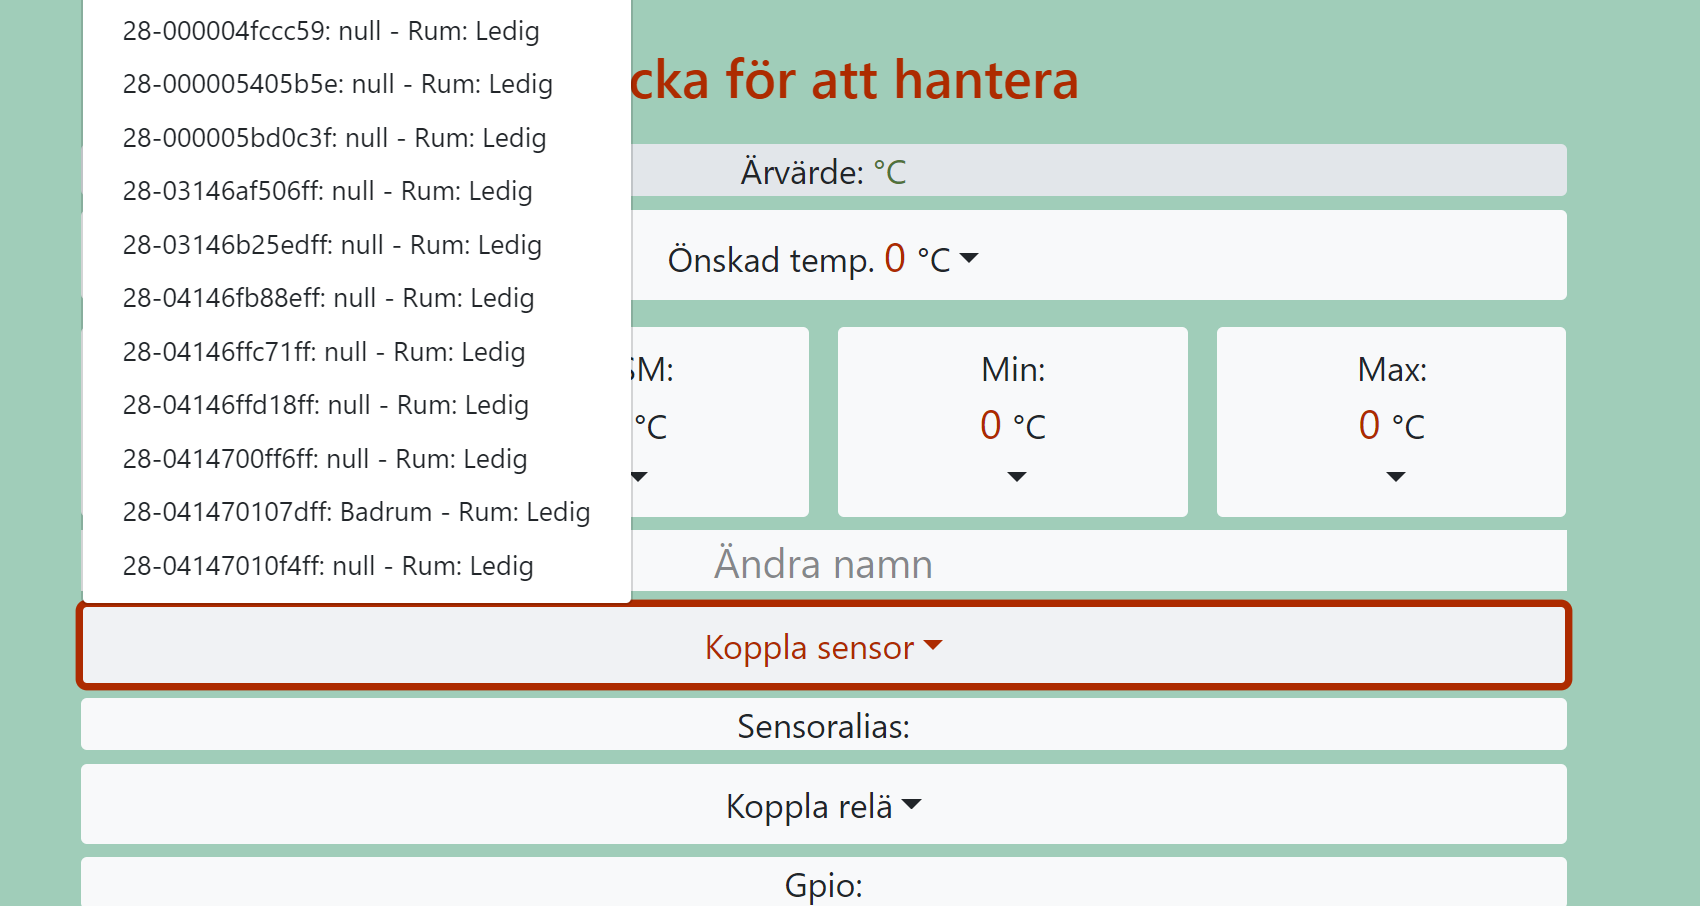 28-000004fccc59: null - Rum: Ledig
28-000005405b5e: null - Rum: Ledig
28-000005bd0c3f: null - Rum: Ledig
28-03146af506ff: null - Rum: Ledig
28-03146b25edff: null - Rum: Ledig
28-04146fb88eff: null - Rum: Ledig
28-04146ffc71ff: null - Rum: Ledig
28-04146ffd18ff: null - Rum: Ledig
28-0414700ff6ff: null - Rum: Ledig
28-041470107dff: Badrum - Rum: Ledig
28-04147010f4ff: null - Rum: Ledig
för att hantera
Ärvärde: °C
Önskad temp. 0 °C
°C
Min:
0 °C
Max:
0 °C
Ändra namn
Koppla sensor
Sensoralias:
Koppla relä
Gpio: